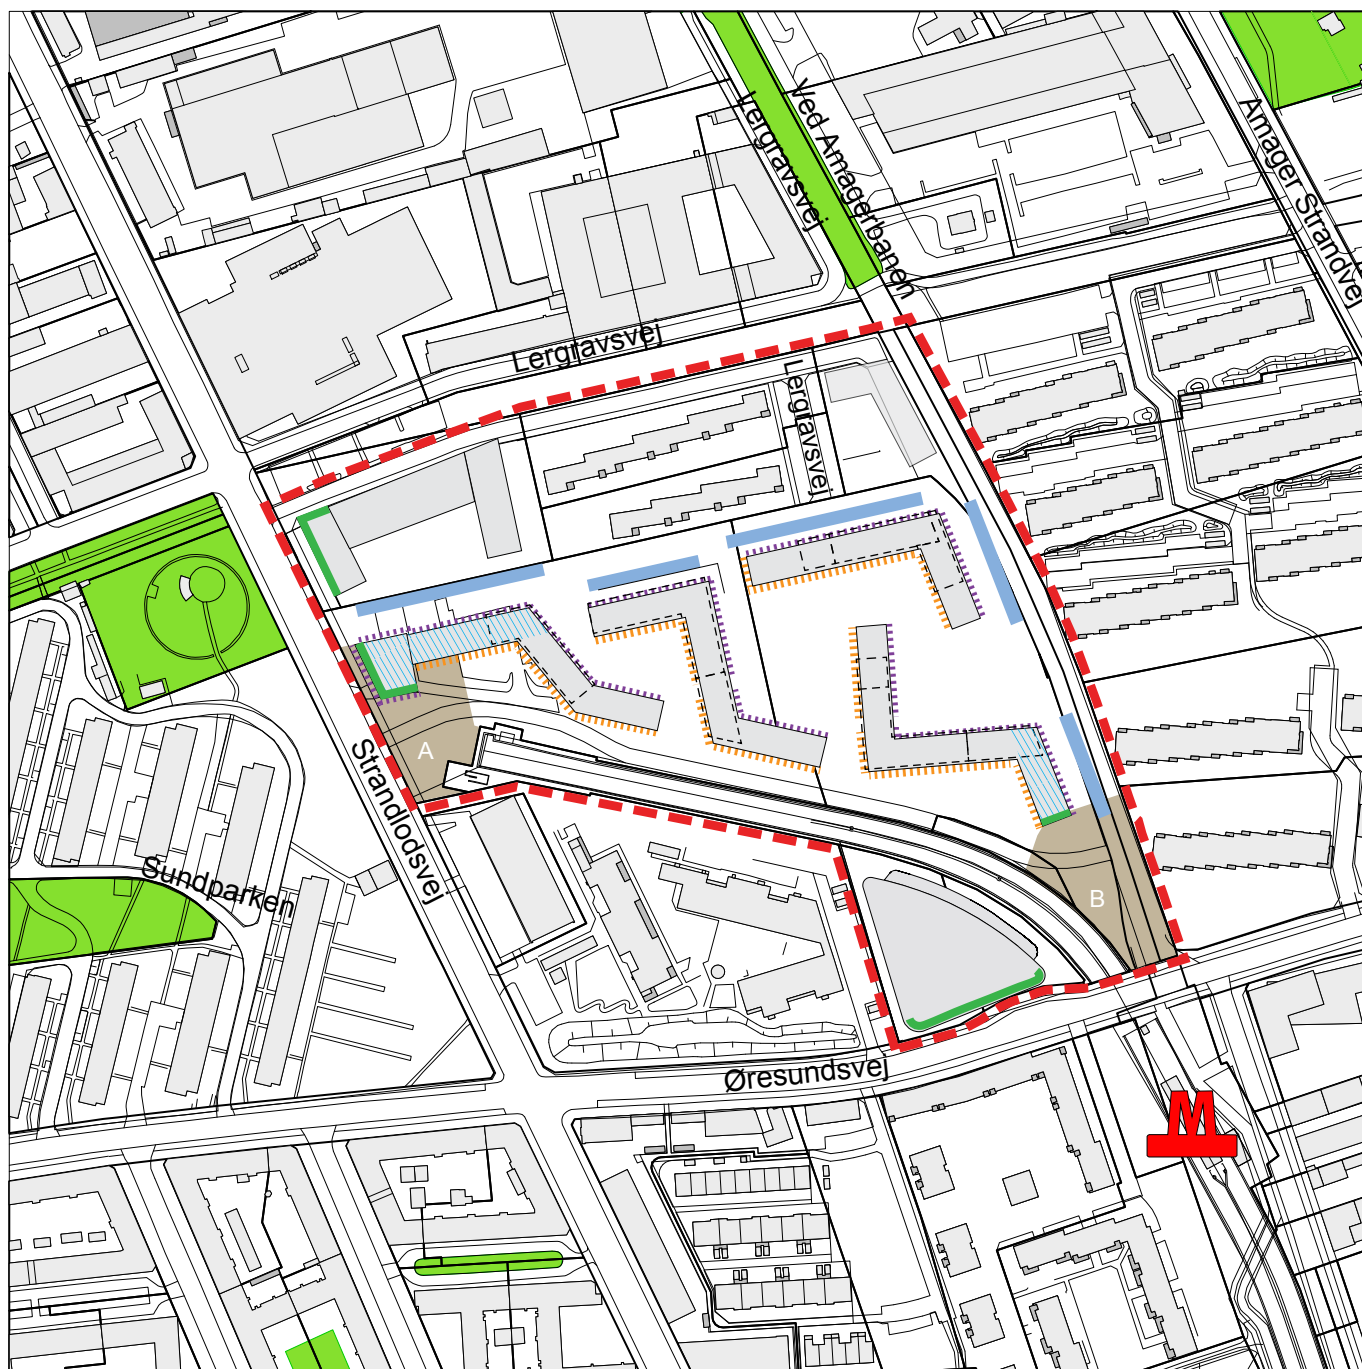 Lergravsvej
Ved Amagerbanen
Amager Strandvej
Lergravsvej
Lergravsvej
A
Strandlodsvej
Sundparken
B
Øresundsvej
M